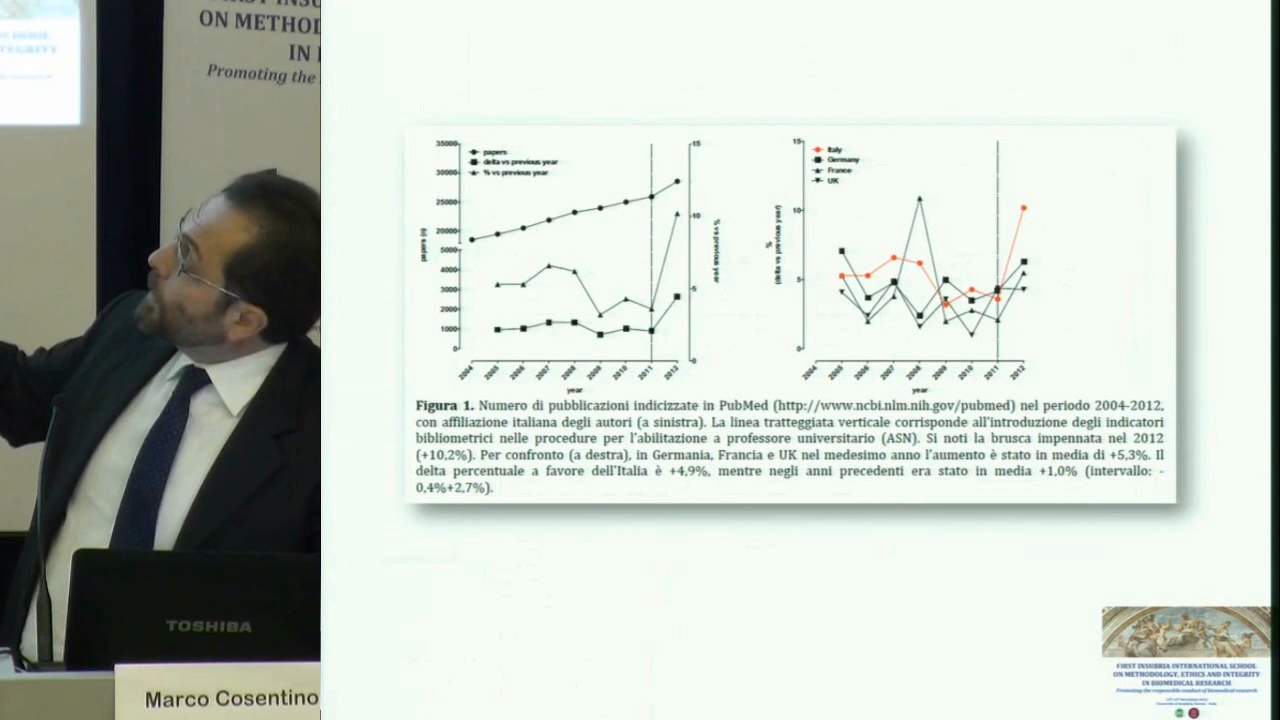 ON METHOD
IN
Promoting the
TOSHIBA
Marco Cosentino
35000
30000
25000
20000
5000
4000
3000
2000
1000
0
papers (n)
papers
delta vs previous year
% vs previous year
15
10
5
0
% vs previous year
2004 2005 2006 2007 2008 2009 2010 2011 2012
year
15
10
5
0
%
(delta vs previous year)
Italy
Germany
France
UK
2004 2005 2006 2007 2008 2009 2010 2011 2012
year
Figura 1. Numero di pubblicazioni indicizzate in PubMed (http://www.ncbi.nlm.nih.gov/pubmed) nel periodo 2004-2012,
con affiliazione italiana degli autori (a sinistra). La linea tratteggiata verticale corrisponde all'introduzione degli indicatori
bibliometrici nelle procedure per l'abilitazione a professore universitario (ASN). Si noti la brusca impennata nel 2012
(+10,2%). Per confronto (a destra), in Germania, Francia e UK nel medesimo anno l'aumento è stato in media di +5,3%. Il
delta percentuale a favore dell'Italia è +4,9%, mentre negli anni precedenti era stato in media +1,0% (intervallo: -
0,4%+2,7%).
FIRST INSUBRIA INTERNATIONAL SCHOOL
ON METHODOLOGY, ETHICS AND INTEGRITY
IN BIOMEDICAL RESEARCH
Promoting the responsible conduct of biomedical research